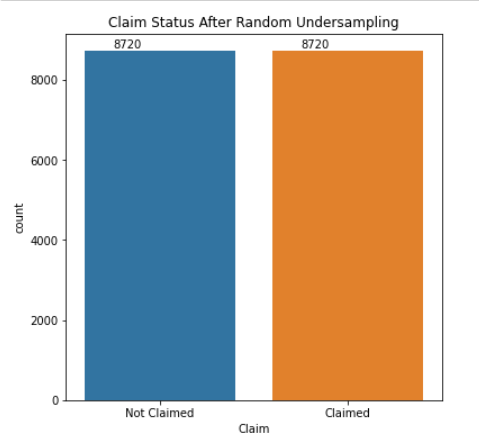 Claim Status After Random Undersampling
8720 8720
8000
6000
4000
2000
0
count
Not Claimed Claimed
Claim